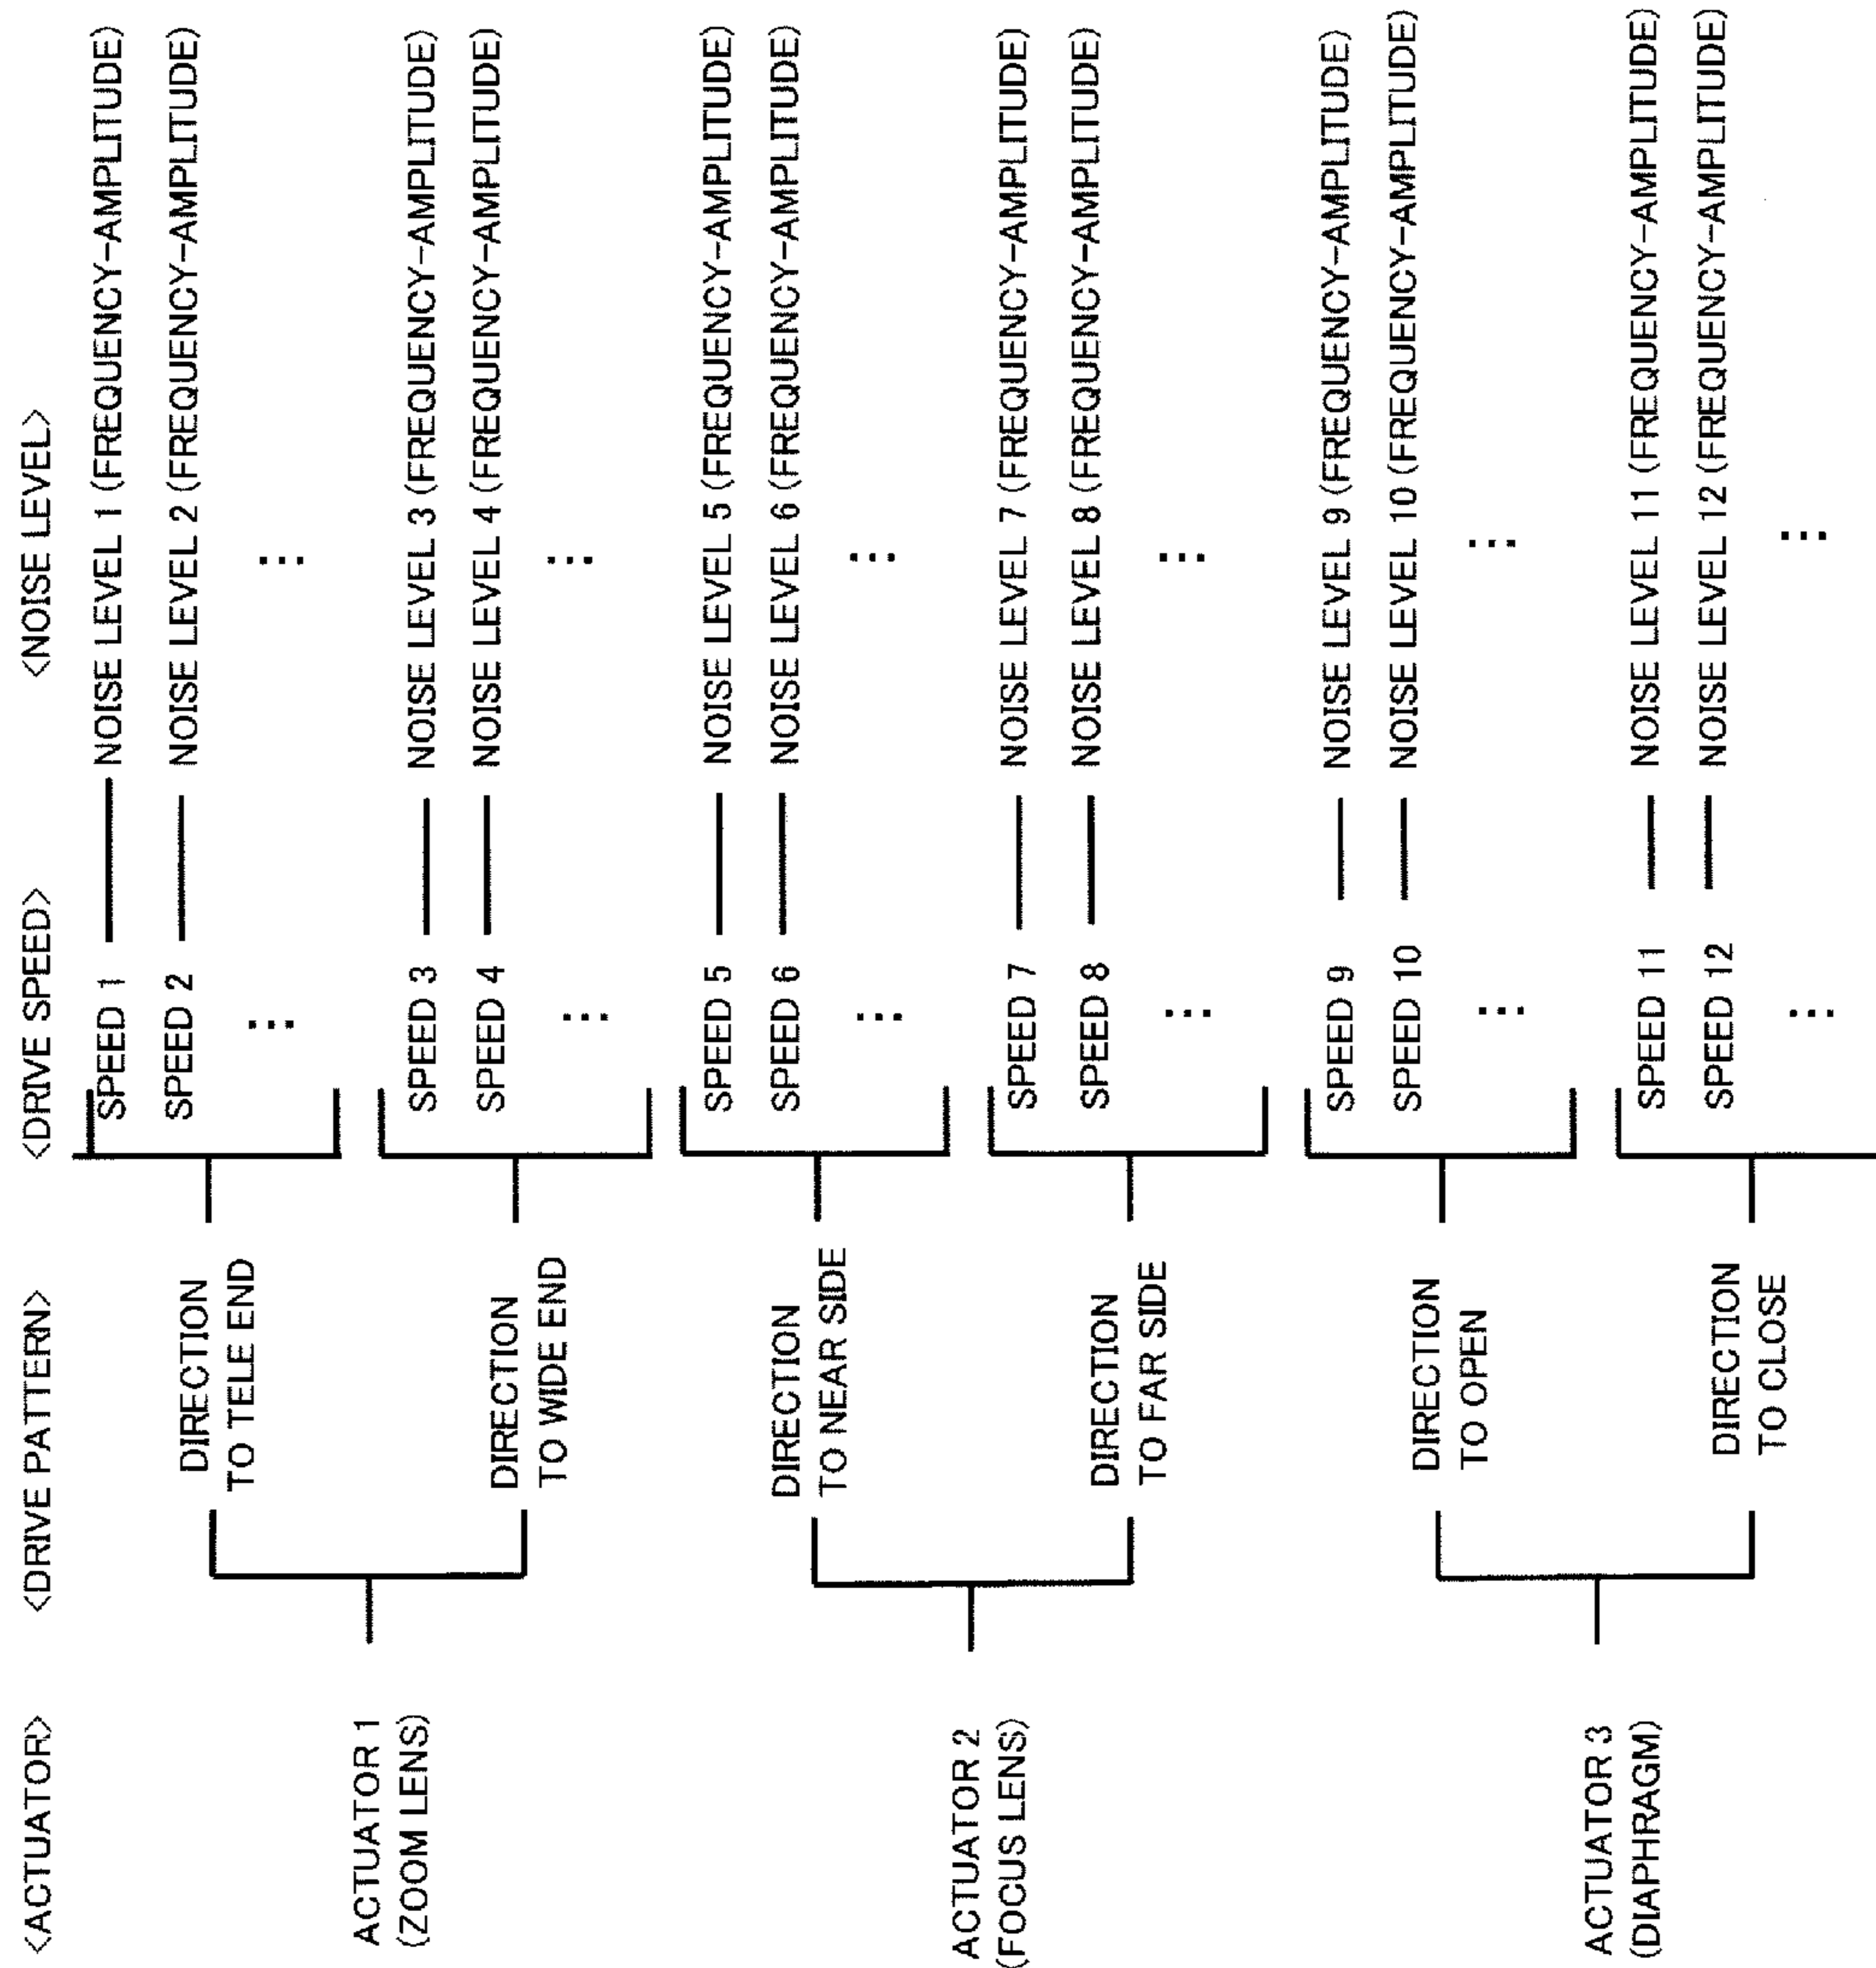 <ACTUATOR>
<DRIVE PATTERN>
<DRIVE SPEED>
<NOISE LEVEL>
ACTUATOR 1
(ZOOM LENS)
DIRECTION
TO TELE END
SPEED 1
NOISE LEVEL 1 (FREQUENCY-AMPLITUDE)
SPEED 2
NOISE LEVEL 2 (FREQUENCY-AMPLITUDE)
...
...
DIRECTION
TO WIDE END
SPEED 3
NOISE LEVEL 3 (FREQUENCY-AMPLITUDE)
SPEED 4
NOISE LEVEL 4 (FREQUENCY-AMPLITUDE)
...
...
ACTUATOR 2
(FOCUS LENS)
DIRECTION
TO NEAR SIDE
SPEED 5
NOISE LEVEL 5 (FREQUENCY-AMPLITUDE)
SPEED 6
NOISE LEVEL 6 (FREQUENCY-AMPLITUDE)
...
...
DIRECTION
TO FAR SIDE
SPEED 7
NOISE LEVEL 7 (FREQUENCY-AMPLITUDE)
SPEED 8
NOISE LEVEL 8 (FREQUENCY-AMPLITUDE)
...
...
ACTUATOR 3
(DIAPHRAGM)
DIRECTION
TO OPEN
SPEED 9
NOISE LEVEL 9 (FREQUENCY-AMPLITUDE)
SPEED 10
NOISE LEVEL 10 (FREQUENCY-AMPLITUDE)
...
...
DIRECTION
TO CLOSE
SPEED 11
NOISE LEVEL 11 (FREQUENCY-AMPLITUDE)
SPEED 12
NOISE LEVEL 12 (FREQUENCY-AMPLITUDE)
...
...